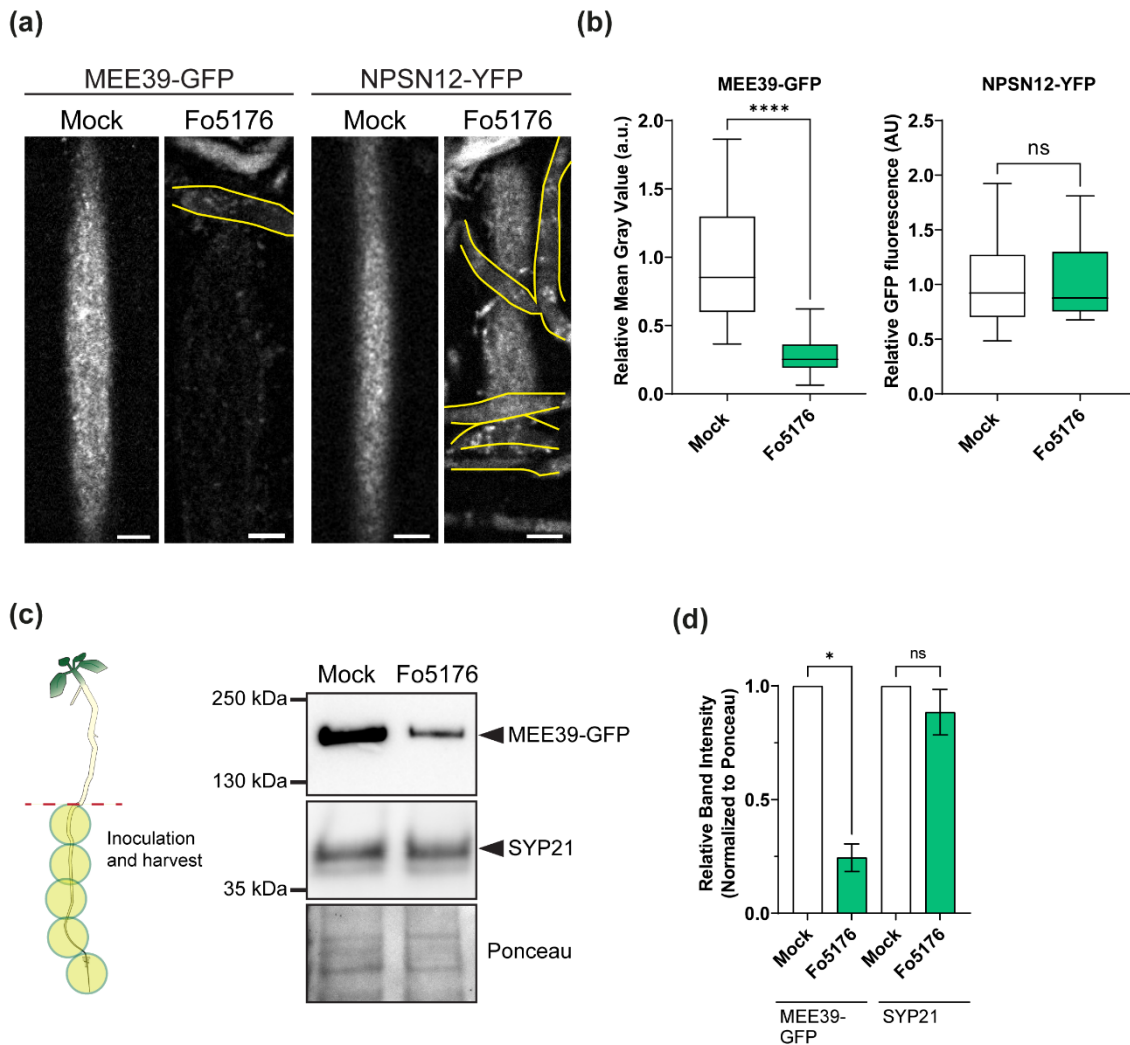 (a)
MEE39-GFP NPSN12-YFP
Mock Fo5176 Mock Fo5176
(b)
MEE39-GFP
****
Relative Mean Gray Value (a.u.)
2.0
1.5
1.0
0.5
0.0
Mock
Fo5176
NPSN12-YFP
ns
Relative GFP fluorescence (AU)
2.5
2.0
1.5
1.0
0.5
0.0
Mock
Fo5176
(c)
Inoculation
and harvest
Mock Fo5176
250 kDa
MEE39-GFP
130 kDa
SYP21
35 kDa
Ponceau
(d)
* ns
Relative Band Intensity
(Normalized to Ponceau)
1.0
0.5
0.0
Mock
Fo5176
Mock
Fo5176
MEE39-
GFP
SYP21